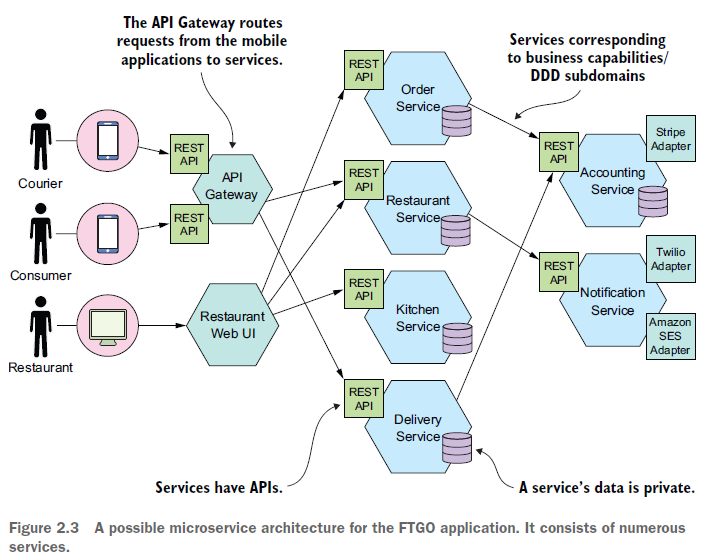 The API Gateway routes
requests from the mobile
applications to services.
Services corresponding
to business capabilities/
DDD subdomains
Courier
REST
API
API
Gateway
REST
API
Consumer
Restaurant
Restaurant
Web UI
REST
API
Order
Service
REST
API
Restaurant
Service
REST
API
Kitchen
Service
REST
API
Delivery
Service
REST
API
Accounting
Service
Stripe
Adapter
REST
API
Notification
Service
Twilio
Adapter
Amazon
SES
Adapter
Services have APIs.
A service's data is private.
Figure 2.3 A possible microservice architecture for the FTGO application. It consists of numerous
services.